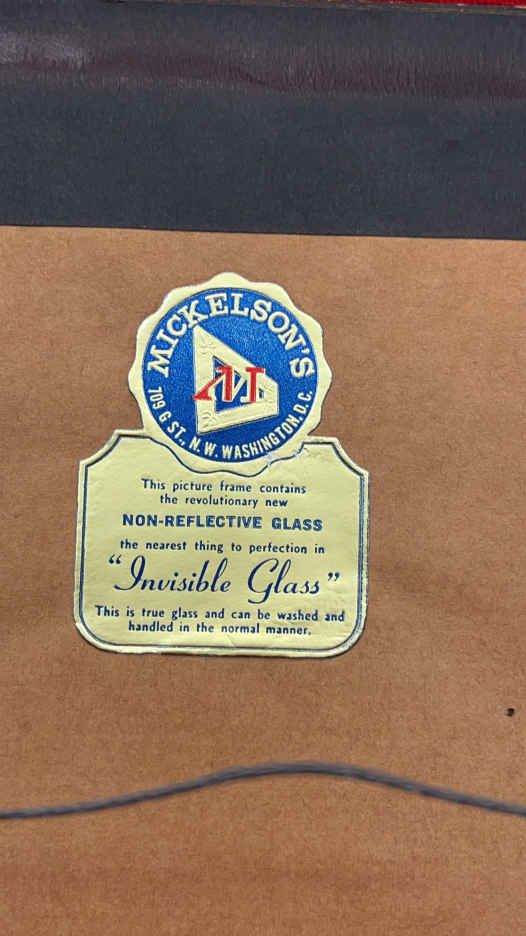 MICKELSON'S
M
709 G ST., N.W. WASHINGTON, D.C.
This picture frame contains
the revolutionary new
NON-REFLECTIVE GLASS
the nearest thing to perfection in
"Invisible Glass"
This is true glass and can be washed and
handled in the normal manner.